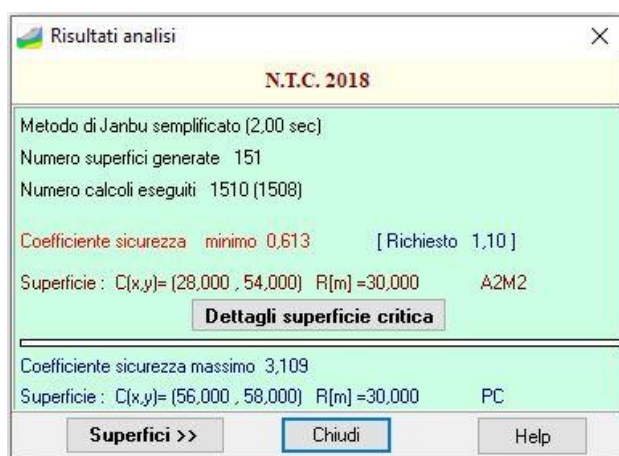 Risultati analisi
N.T.C. 2018
Metodo di Janbu semplificato (2,00 sec)
Numero superfici generate 151
Numero calcoli eseguiti 1510 (1508)
Coefficiente sicurezza minimo 0,613 [ Richiesto 1,10 ]
Superficie : C(x,y)= (28,000 , 54,000) R[m] =30,000 A2M2
Dettagli superficie critica
Coefficiente sicurezza massimo 3,109
Superficie : C(x,y)= (56,000 , 58,000) R[m] =30,000 PC
Superfici >> Chiudi Help